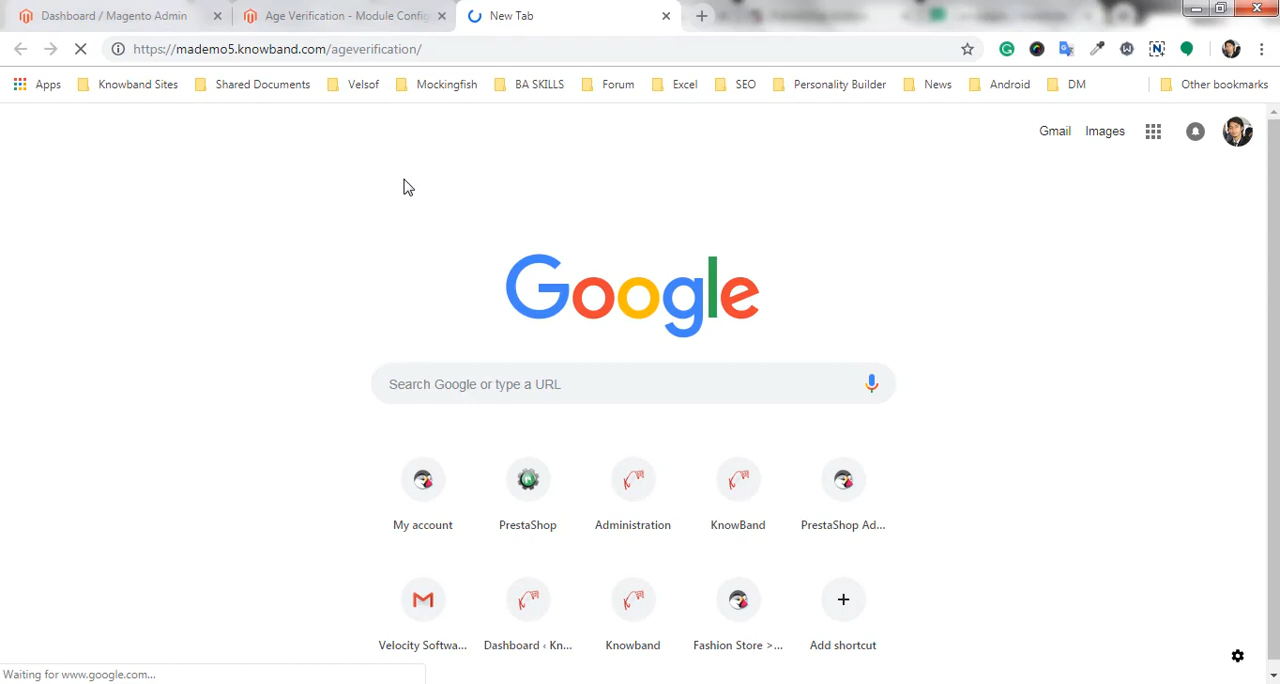 Dashboard / Magento Admin
Age Verification - Module Config
New Tab
https://mademo5.knowband.com/ageverification/
Apps
Knowband Sites
Shared Documents
Velsof
Mockingfish
BA SKILLS
Forum
Excel
SEO
Personality Builder
News
Android
DM
Other bookmarks
Gmail
Images
Google
Search Google or type a URL
My account
PrestaShop
Administration
KnowBand
PrestaShop Ad...
Velocity Softwa...
Dashboard ‹ Kn...
Knowband
Fashion Store >...
Add shortcut
Waiting for www.google.com...